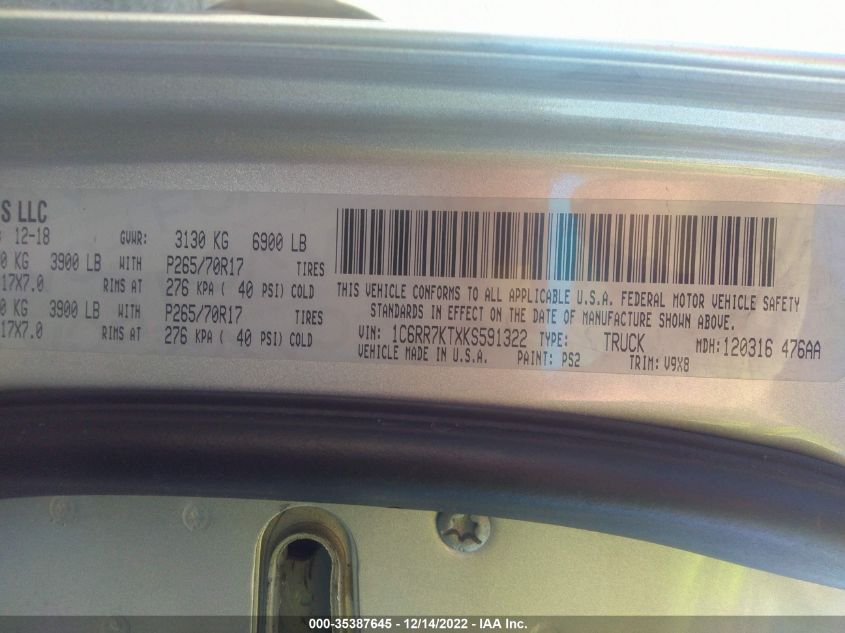 S LLC
12-18 GVWR: 3130 KG 6900 LB
KG 3900 LB WITH P265/70R17 TIRES
17X7.0 RIMS AT 276 KPA ( 40 PSI) COLD
KG 3900 LB WITH P265/70R17 TIRES
17X7.0 RIMS AT 276 KPA ( 40 PSI) COLD
THIS VEHICLE CONFORMS TO ALL APPLICABLE U.S.A. FEDERAL MOTOR VEHICLE SAFETY
STANDARDS IN EFFECT ON THE DATE OF MANUFACTURE SHOWN ABOVE.
VIN: 1C6RR7KTXKS591322 TYPE: TRUCK MDH: 120316 476AA
VEHICLE MADE IN U.S.A. PAINT: PS2 TRIM: V9X8
000-35387645 - 12/14/2022 - IAA Inc.